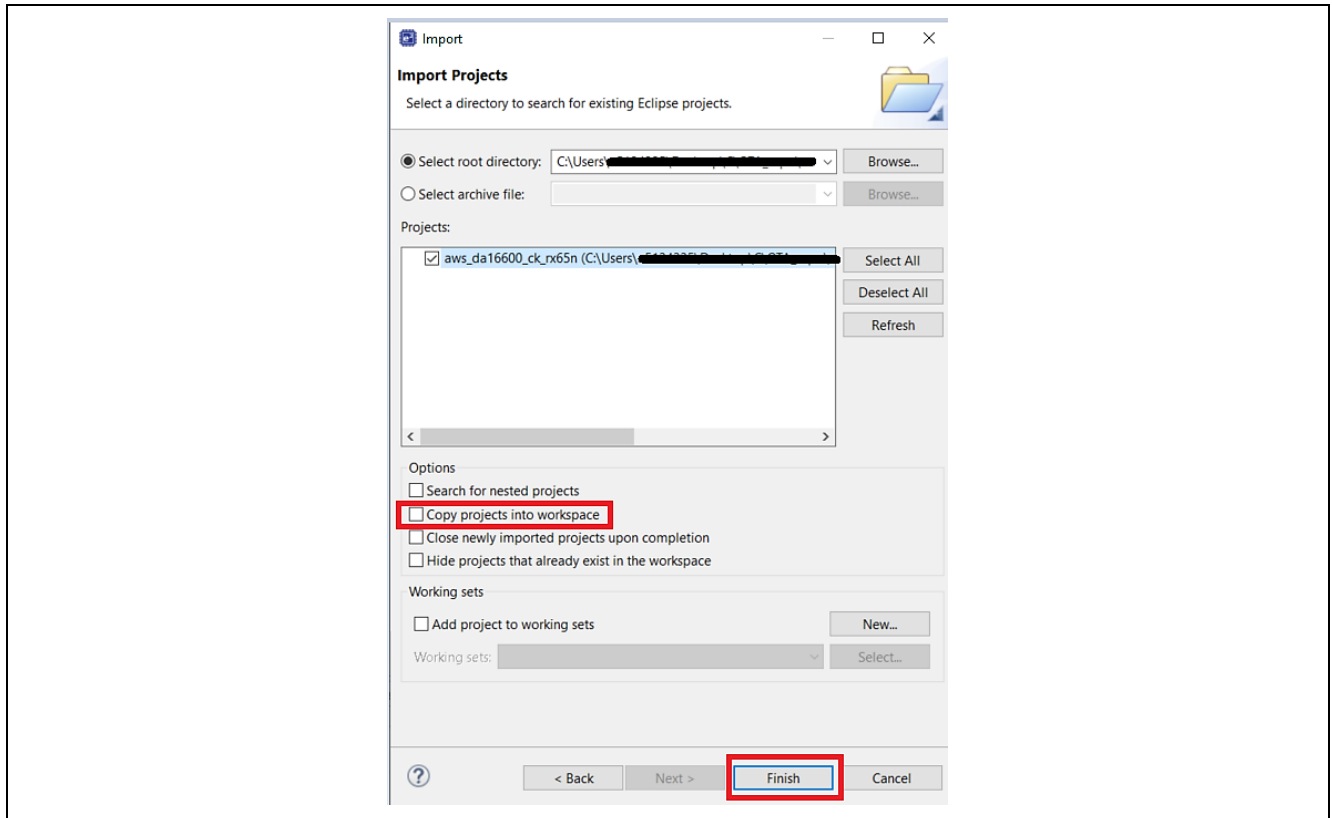 Import
Import Projects
Select a directory to search for existing Eclipse projects.
Select root directory: C:\Users\ Browse...
Select archive file: Browse...
Projects:
aws_da16600_ck_rx65n (C:\Users\
Select All
Deselect All
Refresh
Options
Search for nested projects
Copy projects into workspace
Close newly imported projects upon completion
Hide projects that already exist in the workspace
Working sets
Add project to working sets New...
Working sets: Select...
? < Back Next > Finish Cancel